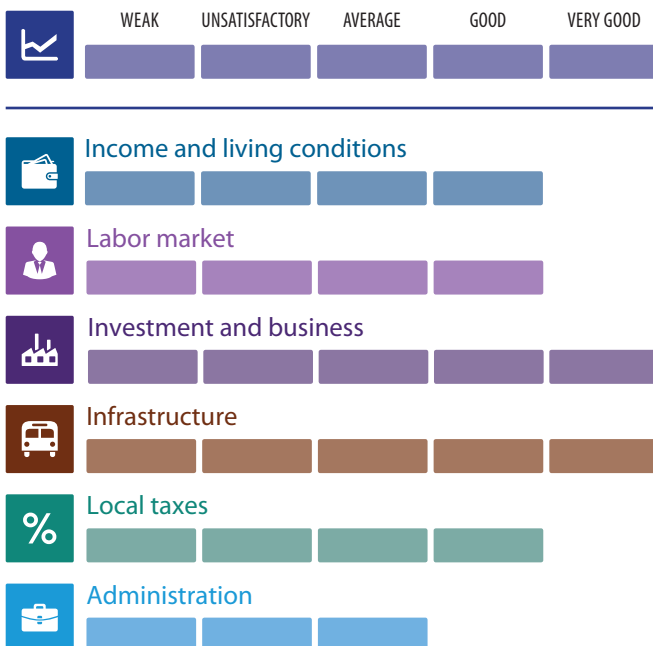 WEAK UNSATISFACTORY AVERAGE GOOD VERY GOOD
Income and living conditions
Labor market
Investment and business
Infrastructure
Local taxes
%
Administration